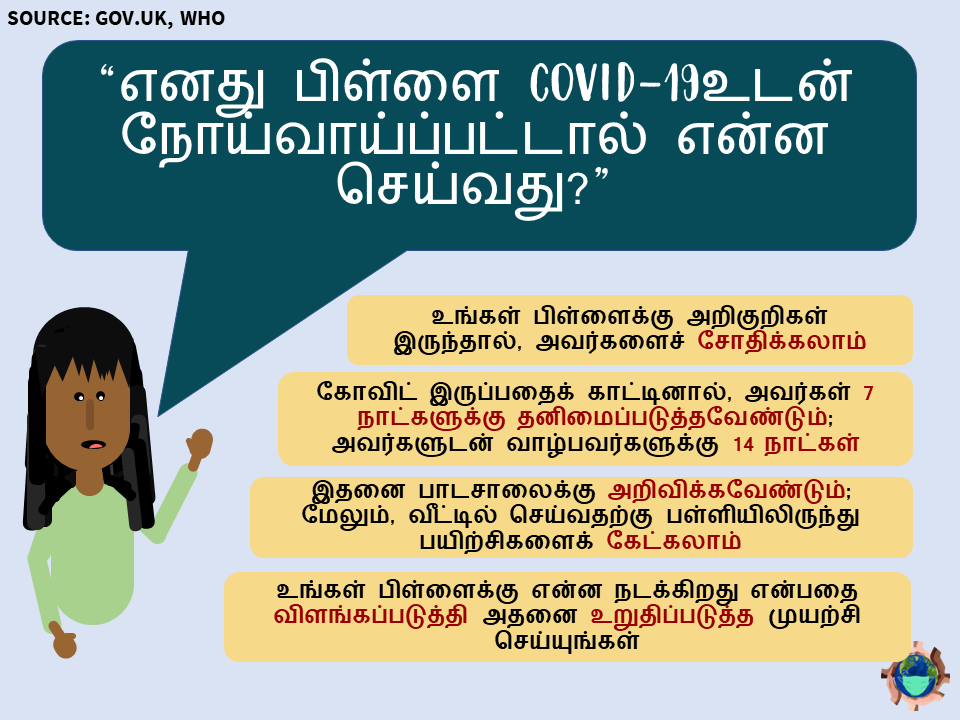 SOURCE: GOV.UK, WHO
“எனது பிள்ளை COVID-19உடன்
நோய்வாய்ப்பட்டால் என்ன
செய்வது?”
உங்கள் பிள்ளைக்கு அறிகுறிகள்
இருந்தால், அவர்களைச் சோதிக்கலாம்
கோவிட் இருப்பதைக் காட்டினால், அவர்கள் 7
நாட்களுக்கு தனிமைப்படுத்தவேண்டும்;
அவர்களுடன் வாழ்பவர்களுக்கு 14 நாட்கள்
இதனை பாடசாலைக்கு அறிவிக்கவேண்டும்;
மேலும், வீட்டில் செய்வதற்கு பள்ளியிலிருந்து
பயிற்சிகளைக் கேட்கலாம்
உங்கள் பிள்ளைக்கு என்ன நடக்கிறது என்பதை
விளங்கப்படுத்தி அதனை உறுதிப்படுத்த முயற்சி
செய்யுங்கள்